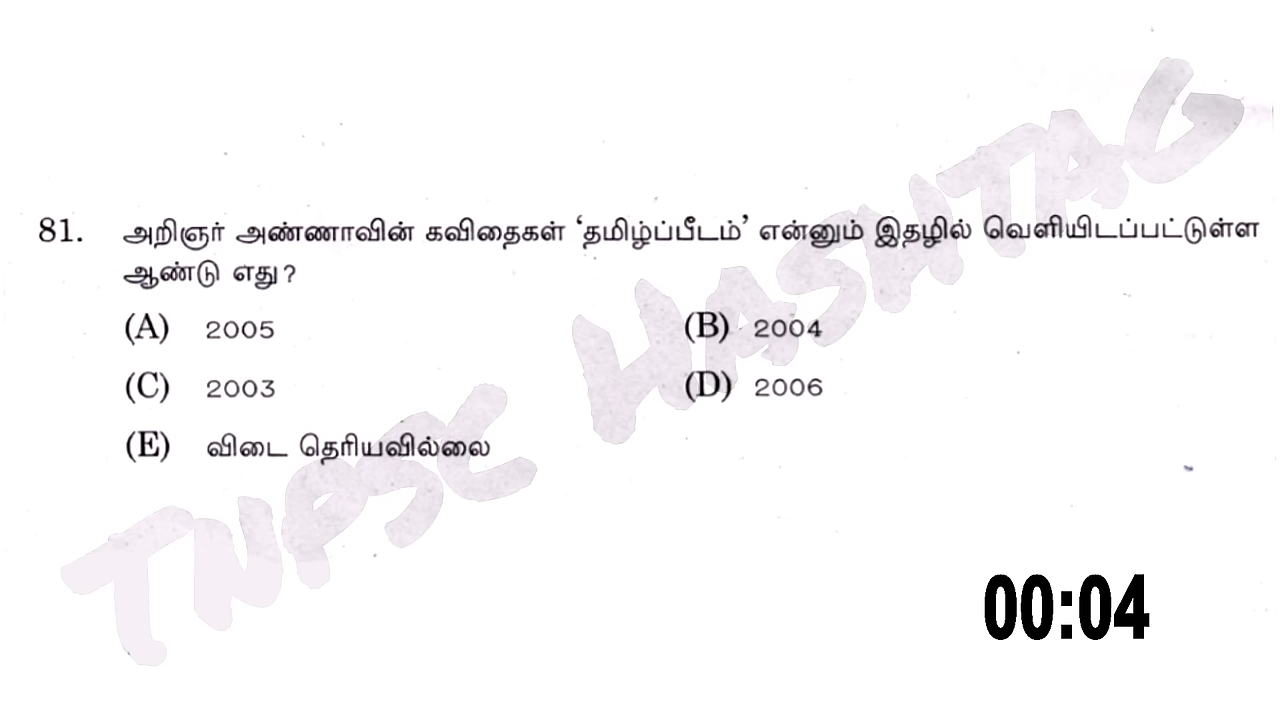 81. அறிஞர் அண்ணாவின் கவிதைகள் ‘தமிழ்ப்பீடம்’ என்னும் இதழில் வெளியிடப்பட்டுள்ள
ஆண்டு எது?
(A) 2005 (B) 2004
(C) 2003 (D) 2006
(E) விடை தெரியவில்லை
TNPSC HASHTAG
00:04